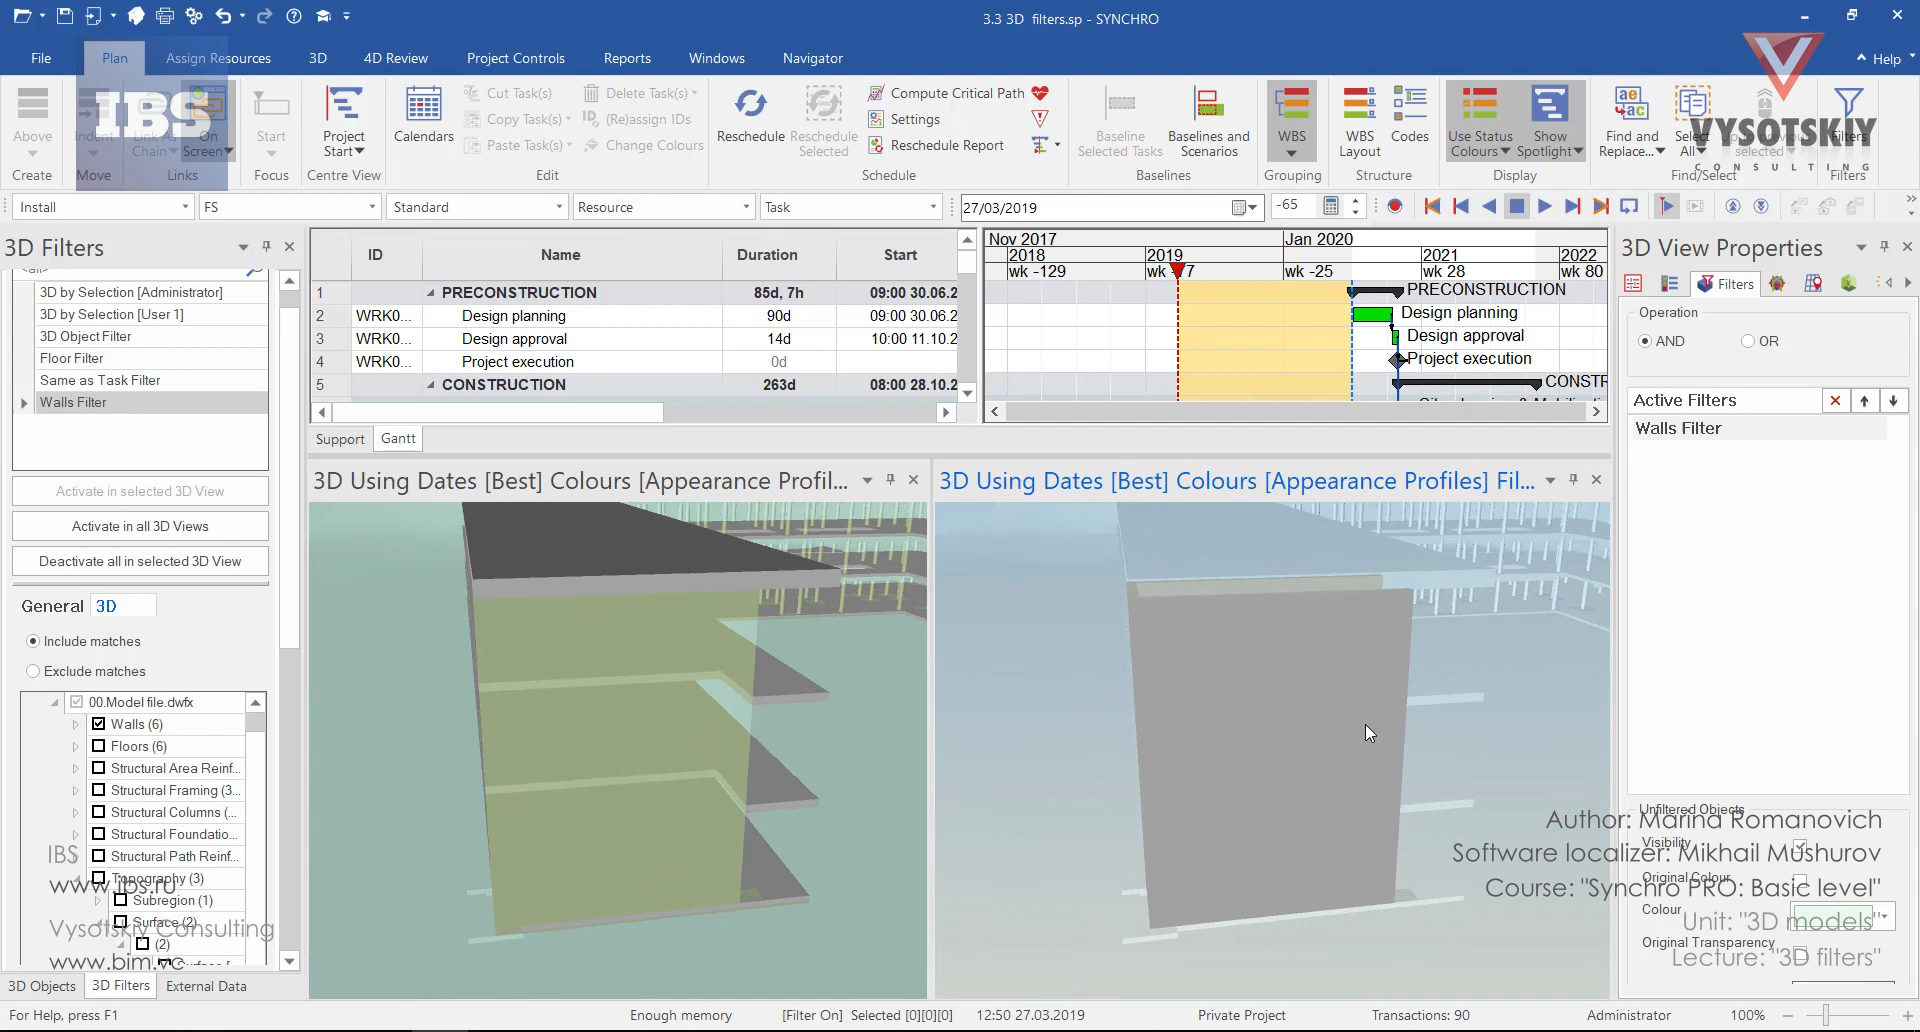 3.3 3D filters.sp - SYNCHRO
File
Plan
Assign Resources
3D
4D Review
Project Controls
Reports
Windows
Navigator
Help
IBS
Above
Create
Indent
Move
Link As
Chain
On
Screen
Links
Start
Focus
Project
Start
Centre View
Calendars
Cut Task(s)
Copy Task(s)
Paste Task(s)
Delete Task(s)
(Re)assign IDs
Change Colours
Edit
Reschedule
Reschedule
Selected
Compute Critical Path
Settings
Reschedule Report
Schedule
Baseline
Selected Tasks
Baselines and
Scenarios
Baselines
WBS
Grouping
WBS
Layout
Codes
Structure
Use Status
Colours
Show
Spotlight
Display
Find and
Replace...
Select
All
selected
Find/Select
Filters
Filters
VYSOTSKIY
CONSULTING
Install
FS
Standard
Resource
Task
27/03/2019
-65
3D Filters
<all>
3D by Selection [Administrator]
3D by Selection [User 1]
3D Object Filter
Floor Filter
Same as Task Filter
Walls Filter
Activate in selected 3D View
Activate in all 3D Views
Deactivate all in selected 3D View
General
3D
Include matches
Exclude matches
00.Model file.dwfx
Walls (6)
Floors (6)
Structural Area Reinf...
Structural Framing (3...
Structural Columns (...
Structural Foundatio...
Structural Path Reinf...
Topography (3)
Subregion (1)
Surface (2)
(2)
3D Objects
3D Filters
External Data
IBS
www.ibs.ru
Vysotskiy Consulting
www.bim.vc
ID Name Duration Start
1 PRECONSTRUCTION 85d, 7h 09:00 30.06.2
2 WRK0... Design planning 90d 09:00 30.06.2
3 WRK0... Design approval 14d 10:00 11.10.2
4 WRK0... Project execution 0d
5 CONSTRUCTION 263d 08:00 28.10.2
Support
Gantt
Nov 2017
Jan 2020
2018 2019 2021 2022
wk -129
wk -77
wk -25
wk 28
wk 80
PRECONSTRUCTION
Design planning
Design approval
Project execution
CONSTR
3D Using Dates [Best] Colours [Appearance Profil...
3D Using Dates [Best] Colours [Appearance Profiles] Fil...
3D View Properties
Filters
Operation
AND
OR
Active Filters
Walls Filter
Unfiltered Objects
Visibility
Original Colour
Colour
Original Transparency
Author: Marina Romanovich
Software localizer: Mikhail Mushurov
Course: "Synchro PRO: Basic level"
Unit: "3D models"
Lecture: "3D filters"
For Help, press F1
Enough memory
[Filter On]
Selected [0][0][0]
12:50 27.03.2019
Private Project
Transactions: 90
Administrator
100%